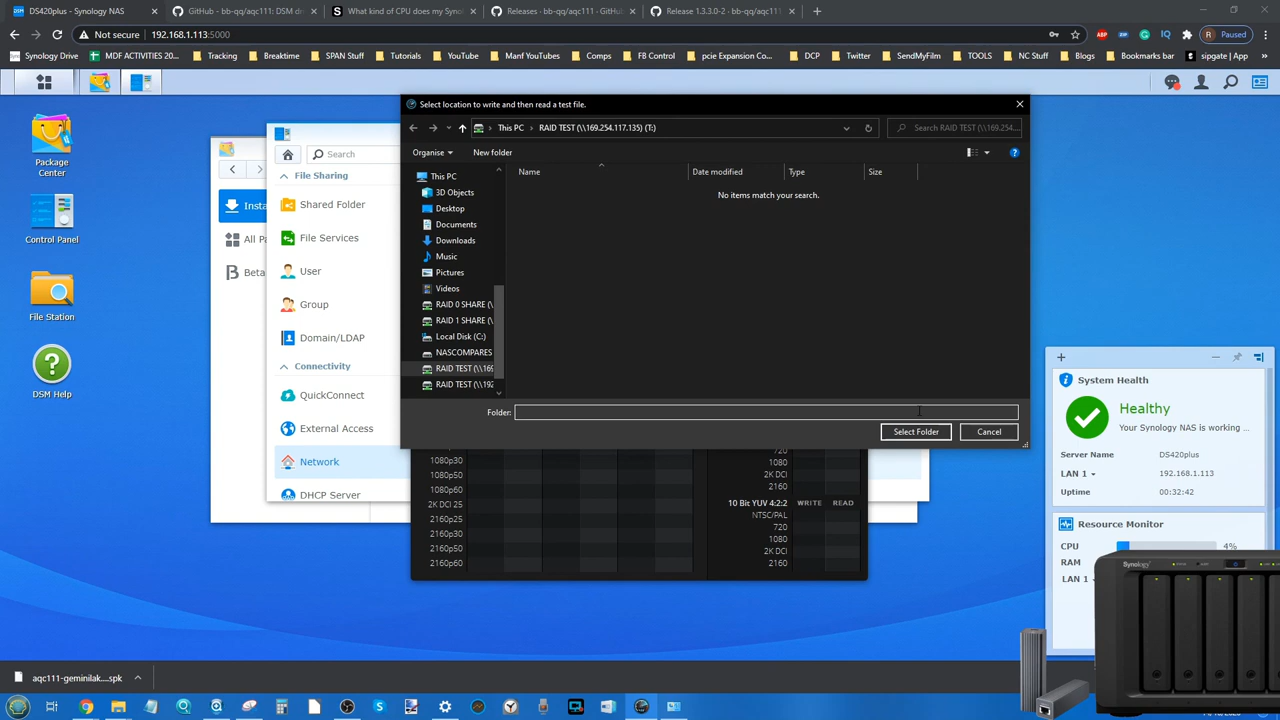 DS420plus - Synology NAS
GitHub - bb-qq/aqc111: DSM dr
What kind of CPU does my Synol
Releases · bb-qq/aqc111 · GitHub
Release 1.3.3.0-2 · bb-qq/aqc111
Not secure
192.168.1.113:5000
Paused
Synology Drive
MDF ACTIVITIES 20...
Tracking
Breaktime
SPAN Stuff
Tutorials
YouTube
Manf YouTubes
Comps
FB Control
pcie Expansion Co...
DCP
Twitter
SendMyFilm
TOOLS
NC Stuff
Blogs
Bookmarks bar
sipgate | App
Package
Center
Control Panel
File Station
DSM Help
Insta
All Pa
Beta
Search
File Sharing
Shared Folder
File Services
User
Group
Domain/LDAP
Connectivity
QuickConnect
External Access
Network
DHCP Server
Select location to write and then read a test file.
This PC
RAID TEST (\\169.254.117.135) (T:)
Search RAID TEST (\\169.254....
Organise
New folder
Name
Date modified
Type
Size
No items match your search.
This PC
3D Objects
Desktop
Documents
Downloads
Music
Pictures
Videos
RAID 0 SHARE (\
RAID 1 SHARE (\
Local Disk (C:)
NASCOMPARES
RAID TEST (\\169
RAID TEST (\\192
Folder:
Select Folder
Cancel
1080p30
1080p50
1080p60
2K DCI 25
2160p25
2160p30
2160p50
2160p60
720
1080
2K DCI
2160
10 Bit YUV 4:2:2
WRITE
READ
NTSC/PAL
720
1080
2K DCI
2160
System Health
Healthy
Your Synology NAS is working ...
Server Name
DS420plus
LAN 1
192.168.1.113
Uptime
00:32:42
Resource Monitor
CPU
4%
RAM
LAN 1
Synology
aqc111-geminilak....spk